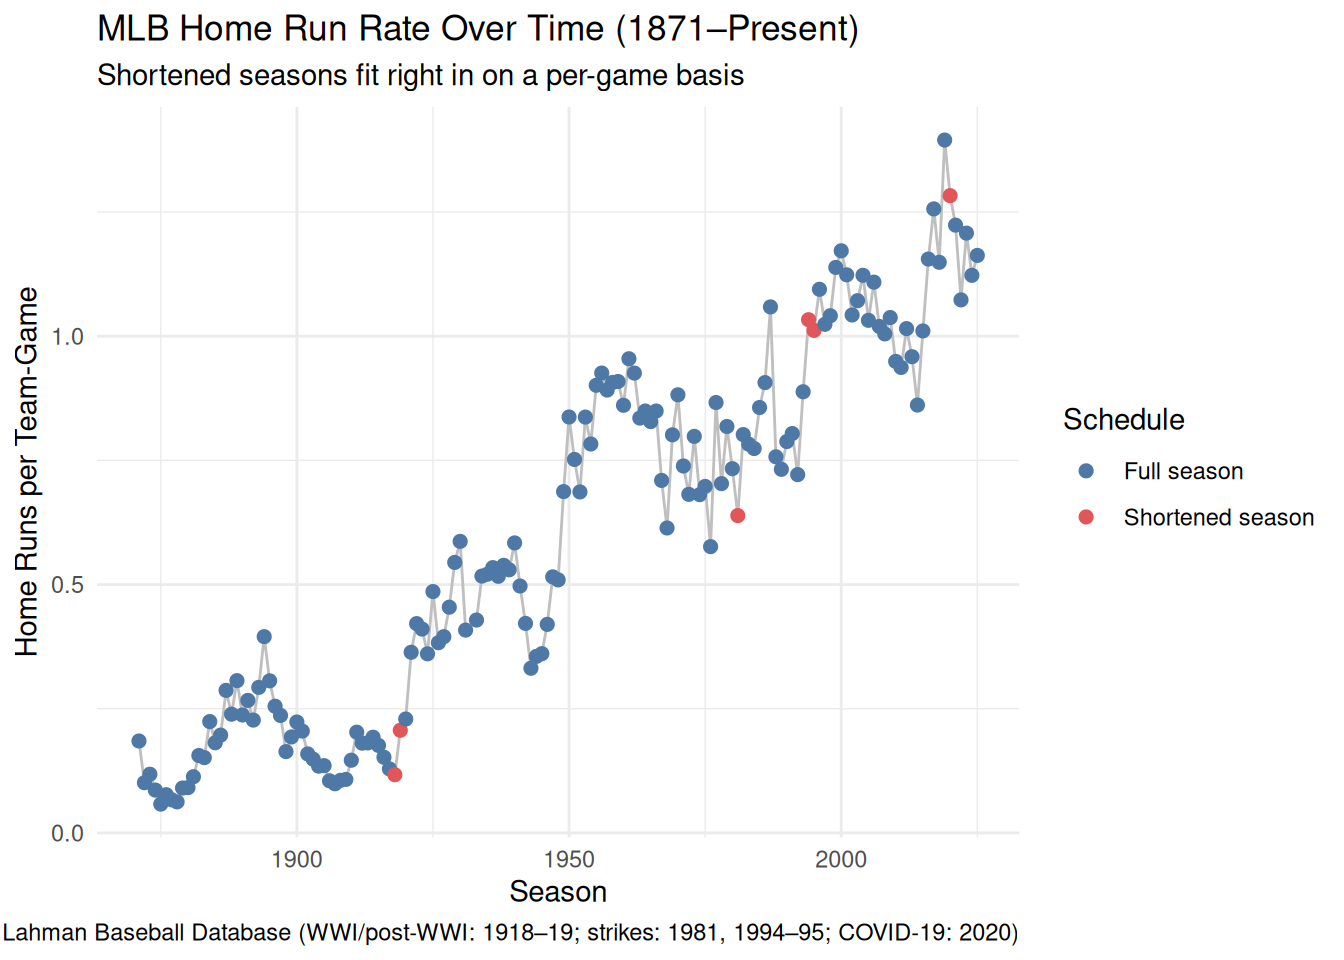 MLB Home Run Rate Over Time (1871–Present)
Shortened seasons fit right in on a per-game basis
Home Runs per Team-Game
1.0
0.5
0.0
1900
1950
2000
Season
Schedule
Full season
Shortened season
Lahman Baseball Database (WWI/post-WWI: 1918–19; strikes: 1981, 1994–95; COVID-19: 2020)